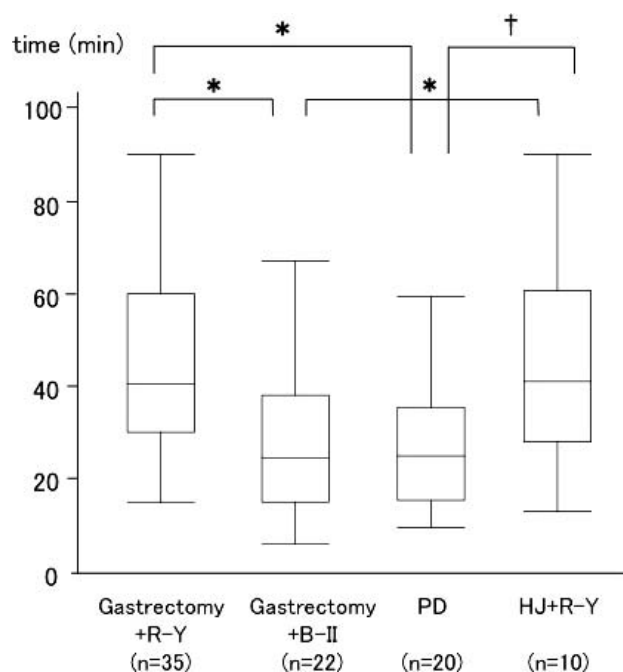 time (min)
*
†
*
*
100
80
60
40
20
0
Gastrectomy
+R-Y
(n=35)
Gastrectomy
+B-II
(n=22)
PD
(n=20)
HJ+R-Y
(n=10)